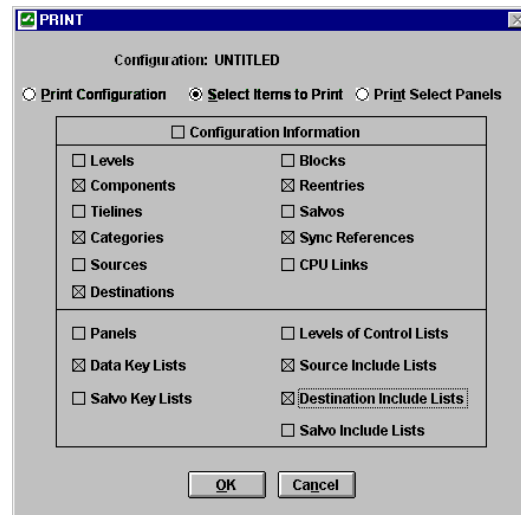 PRINT
Configuration: UNTITLED
Print Configuration Select Items to Print Print Select Panels
Configuration Information
Levels Blocks
Components Reentries
Tielines Salvos
Categories Sync References
Sources CPU Links
Destinations
Panels Levels of Control Lists
Data Key Lists Source Include Lists
Salvo Key Lists Destination Include Lists
Salvo Include Lists
OK Cancel